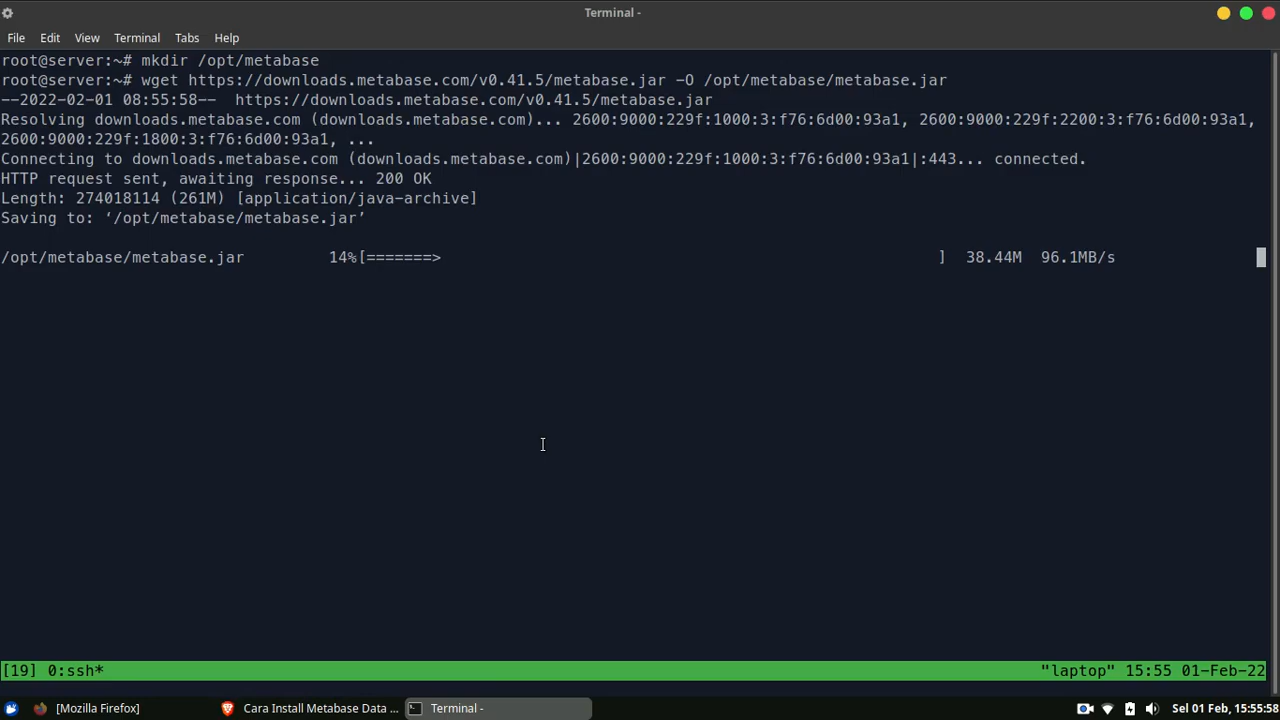 Terminal -
File Edit View Terminal Tabs Help
root@server:~# mkdir /opt/metabase
root@server:~# wget https://downloads.metabase.com/v0.41.5/metabase.jar -O /opt/metabase/metabase.jar
--2022-02-01 08:55:58--  https://downloads.metabase.com/v0.41.5/metabase.jar
Resolving downloads.metabase.com (downloads.metabase.com)... 2600:9000:229f:1000:3:f76:6d00:93a1, 2600:9000:229f:2200:3:f76:6d00:93a1,
2600:9000:229f:1800:3:f76:6d00:93a1, ...
Connecting to downloads.metabase.com (downloads.metabase.com)|2600:9000:229f:1000:3:f76:6d00:93a1|:443... connected.
HTTP request sent, awaiting response... 200 OK
Length: 274018114 (261M) [application/java-archive]
Saving to: ‘/opt/metabase/metabase.jar’
/opt/metabase/metabase.jar 14%[=======> ] 38.44M 96.1MB/s
[19] 0:ssh* "laptop" 15:55 01-Feb-22
[Mozilla Firefox] Cara Install Metabase Data ... Terminal - Sel 01 Feb, 15:55:58